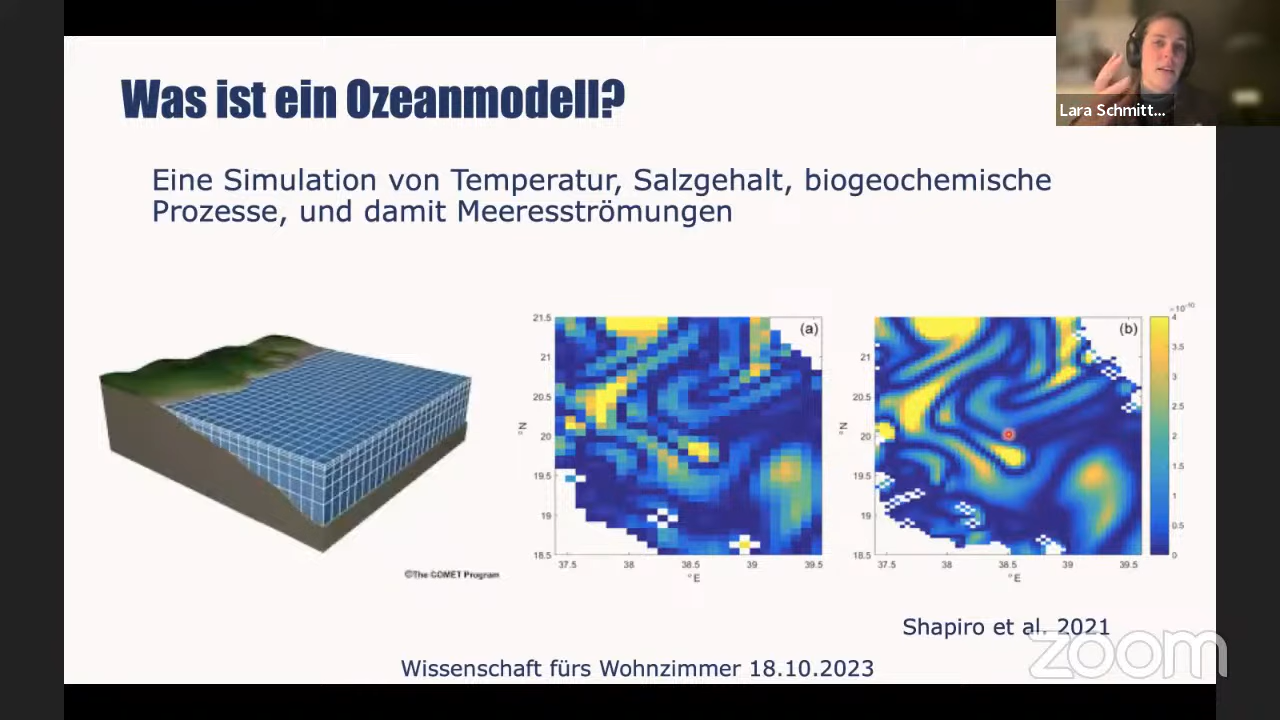 Was ist ein Ozeanmodell?
Lara Schmitt...
Eine Simulation von Temperatur, Salzgehalt, biogeochemische
Prozesse, und damit Meeresströmungen
©The COMET Program
(a)
21.5
21
20.5
20
19.5
19
18.5
°N
37.5 38 38.5 39 39.5
°E
(b)
21
20.5
20
19.5
19
18.5
°N
37.5 38 38.5 39 39.5
°E
×10⁻¹⁰
4
3.5
3
2.5
2
1.5
1
0.5
0
Shapiro et al. 2021
zoom
Wissenschaft fürs Wohnzimmer 18.10.2023